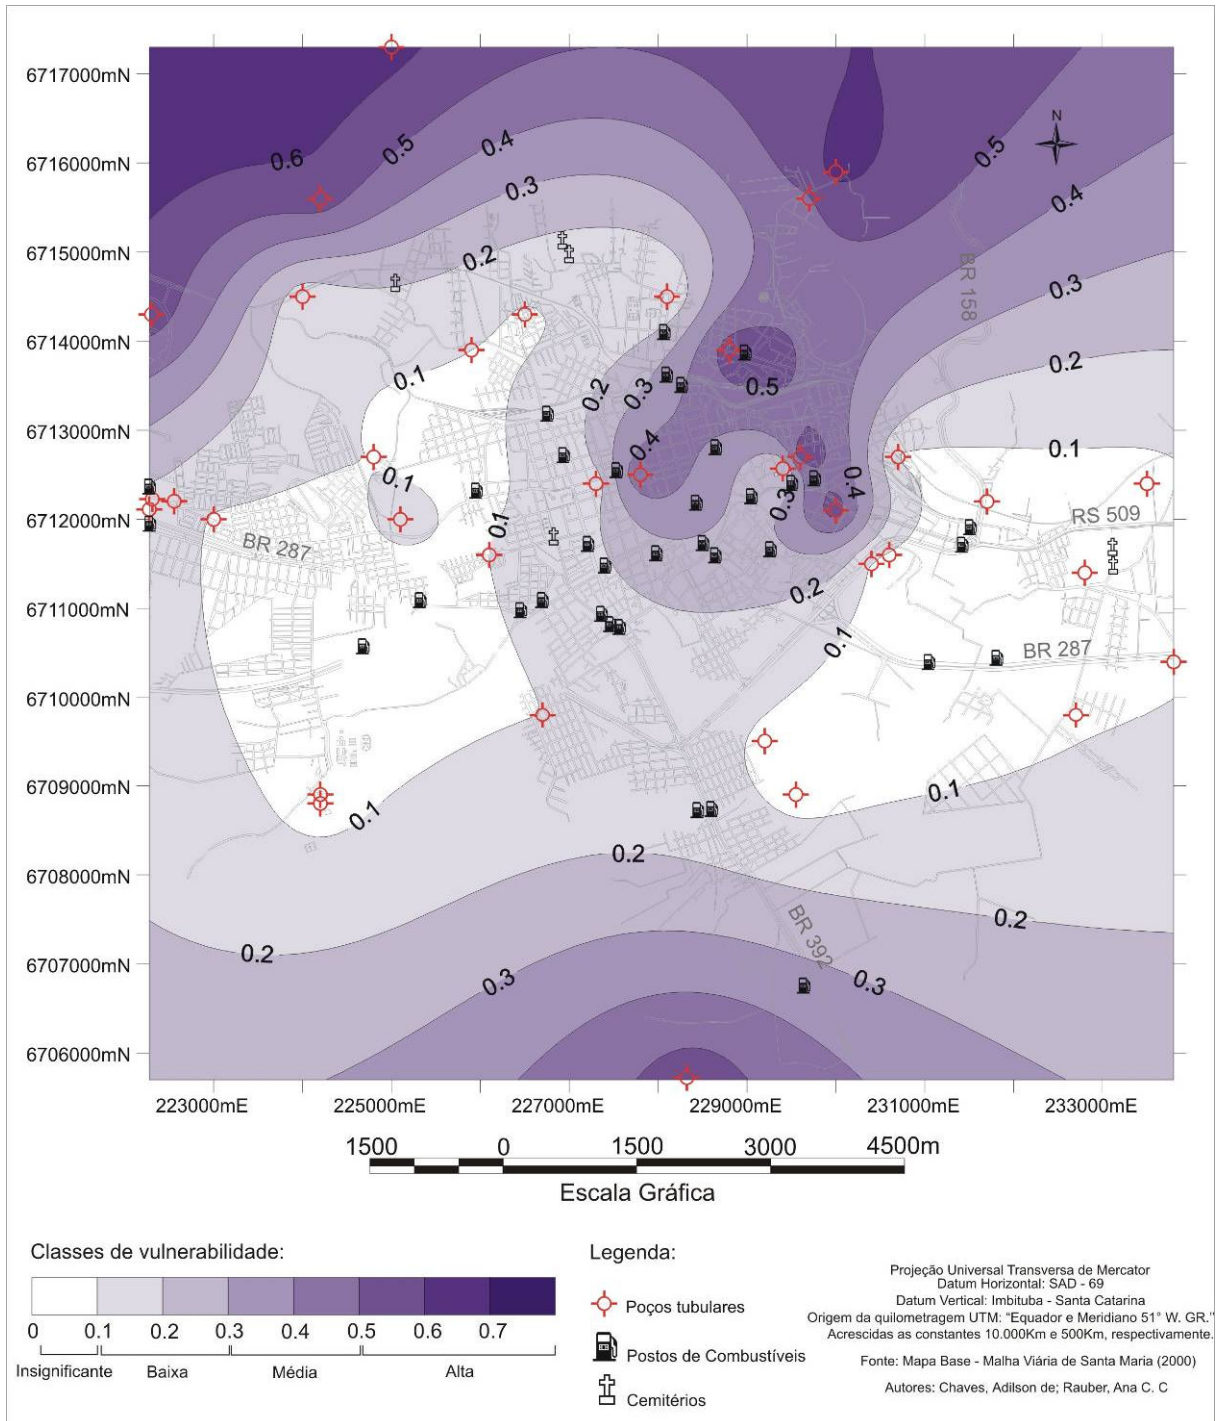 6717000mN
6716000mN
6715000mN
6714000mN
6713000mN
6712000mN
6711000mN
6710000mN
6709000mN
6708000mN
6707000mN
6706000mN
N
0.6
0.5
0.4
0.3
0.2
0.5
0.4
0.3
0.2
0.1
BR 158
0.1
0.2
0.3
0.4
0.5
0.4
0.3
0.1
0.1
BR 287
RS 509
0.2
0.1
BR 287
0.1
0.1
0.2
0.2
0.2
BR 392
0.3
0.3
223000mE
225000mE
227000mE
229000mE
231000mE
233000mE
1500 0 1500 3000 4500m
Escala Gráfica
Classes de vulnerabilidade:
0 0.1 0.2 0.3 0.4 0.5 0.6 0.7
Insignificante Baixa Média Alta
Legenda:
Poços tubulares
Postos de Combustíveis
Cemitérios
Projeção Universal Transversa de Mercator
Datum Horizontal: SAD - 69
Datum Vertical: Imbituba - Santa Catarina
Origem da quilometragem UTM: "Equador e Meridiano 51° W. GR."
Acrescidas as constantes 10.000Km e 500Km, respectivamente.
Fonte: Mapa Base - Malha Viária de Santa Maria (2000)
Autores: Chaves, Adilson de; Rauber, Ana C. C